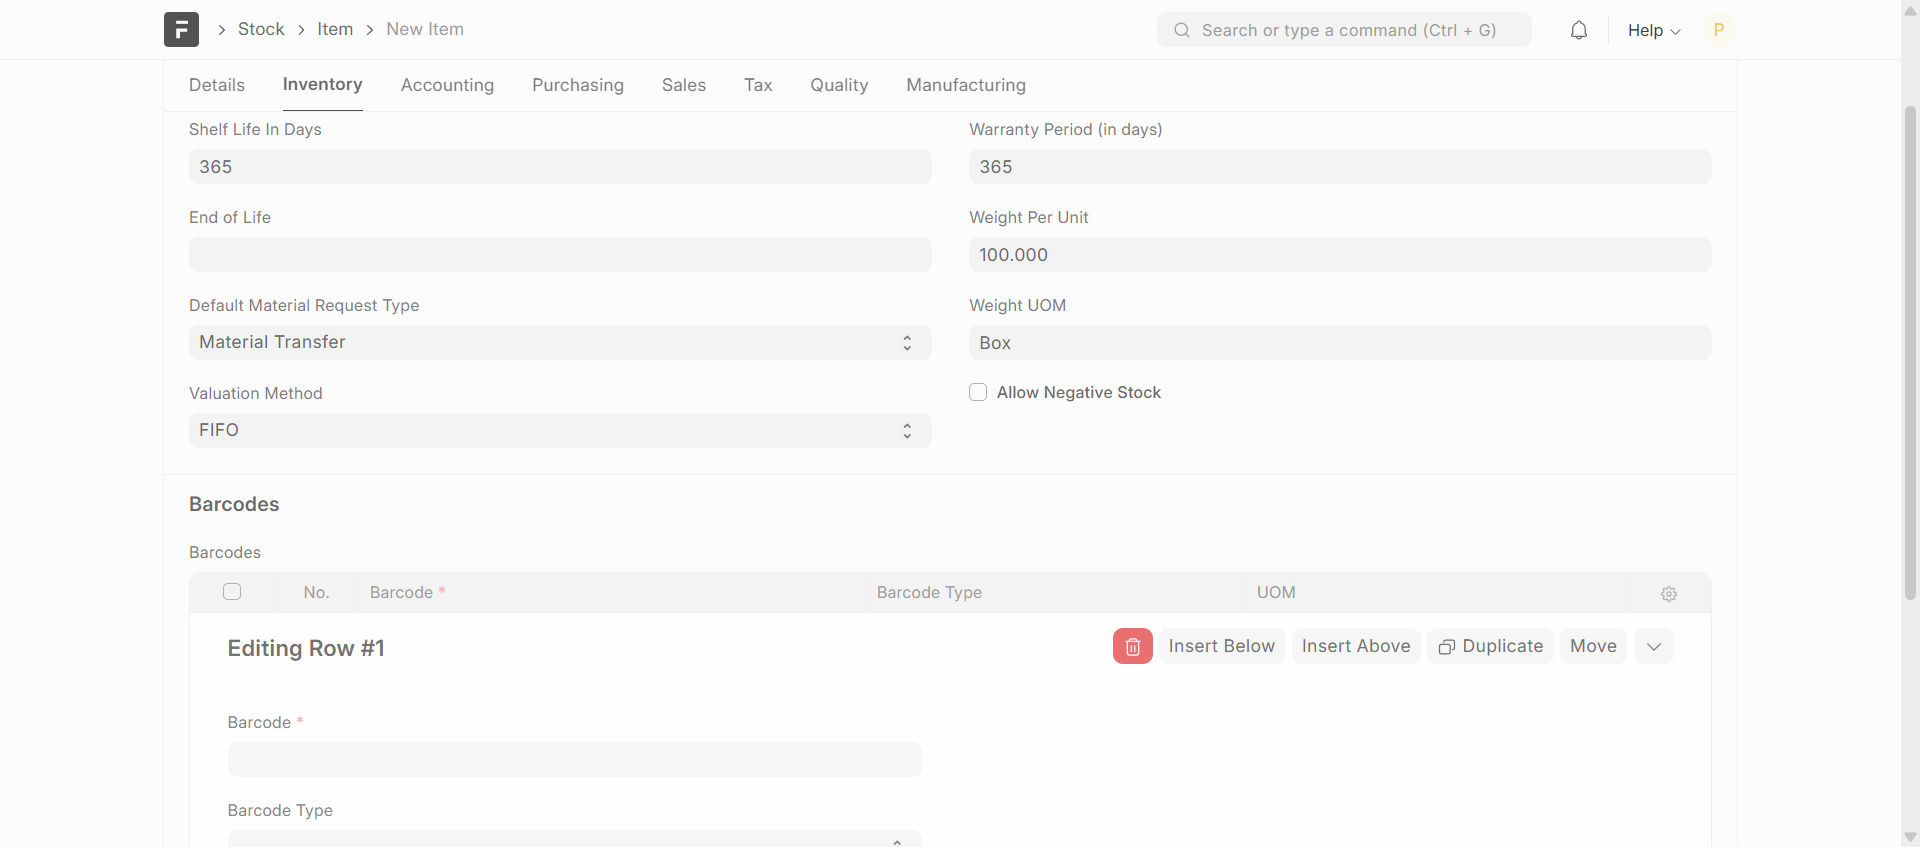 Stock
Item
New Item
Search or type a command (Ctrl + G)
Help
P
Details
Inventory
Accounting
Purchasing
Sales
Tax
Quality
Manufacturing
Shelf Life In Days
365
Warranty Period (in days)
365
End of Life
Weight Per Unit
100.000
Default Material Request Type
Material Transfer
Weight UOM
Box
Valuation Method
FIFO
Allow Negative Stock
Barcodes
Barcodes
No.
Barcode *
Barcode Type
UOM
Editing Row #1
Insert Below
Insert Above
Duplicate
Move
Barcode *
Barcode Type